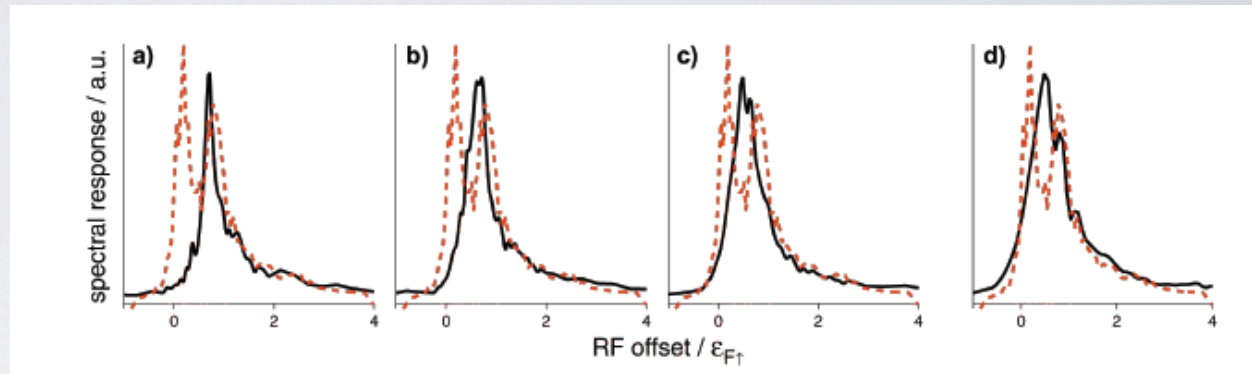 a)
b)
c)
d)
spectral response / a.u.
0 2 4
0 2 4
0 2 4
0 2 4
RF offset / εF↑